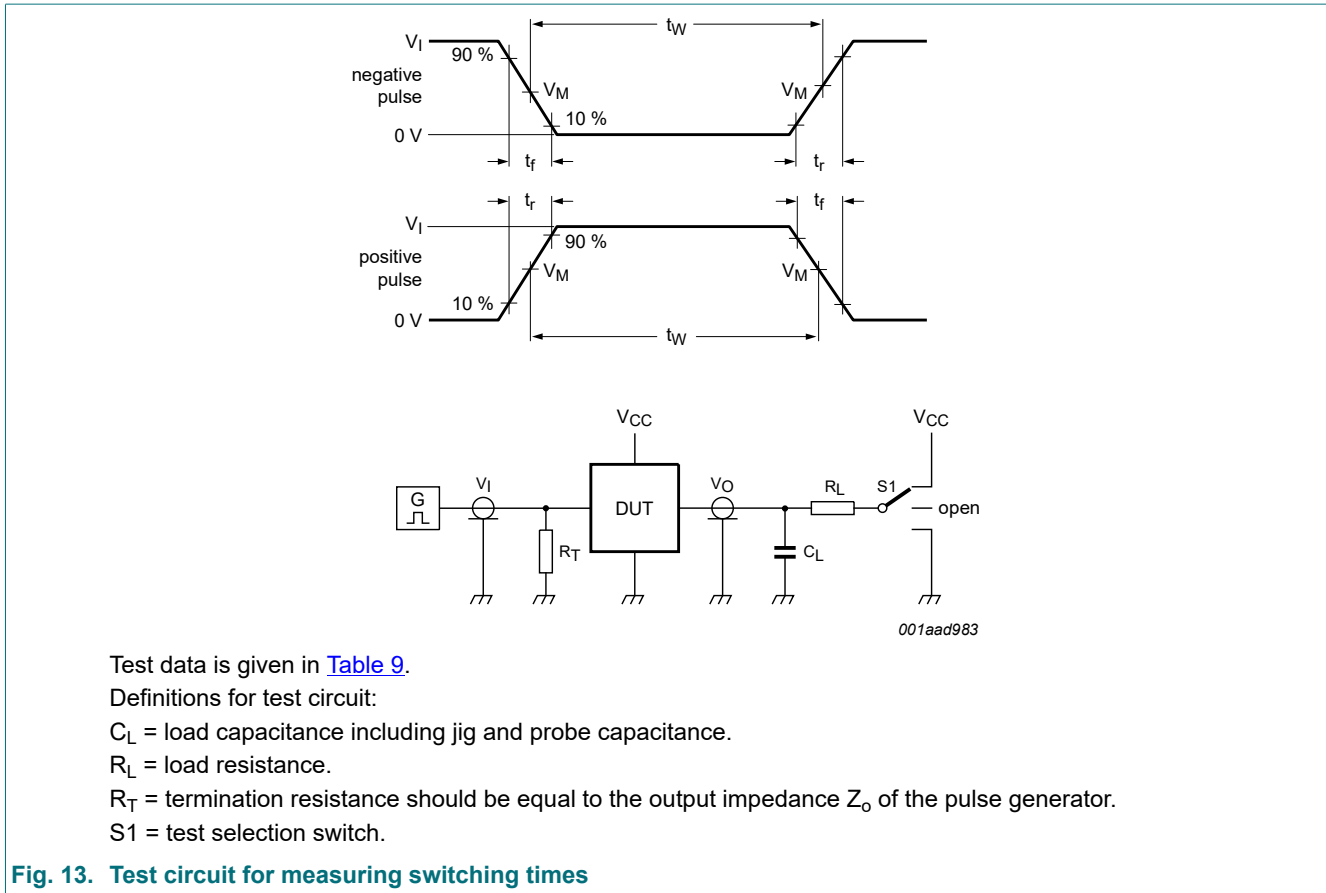 tW
VI
90 %
negative
pulse
VM
VM
10 %
0 V
tf
tr
tr
tf
VI
90 %
positive
pulse
VM
VM
10 %
0 V
tW
VCC
VCC
G
VI
DUT
VO
RL
S1
open
RT
CL
001aad983
Test data is given in Table 9.
Definitions for test circuit:
CL = load capacitance including jig and probe capacitance.
RL = load resistance.
RT = termination resistance should be equal to the output impedance Zo of the pulse generator.
S1 = test selection switch.
Fig. 13. Test circuit for measuring switching times